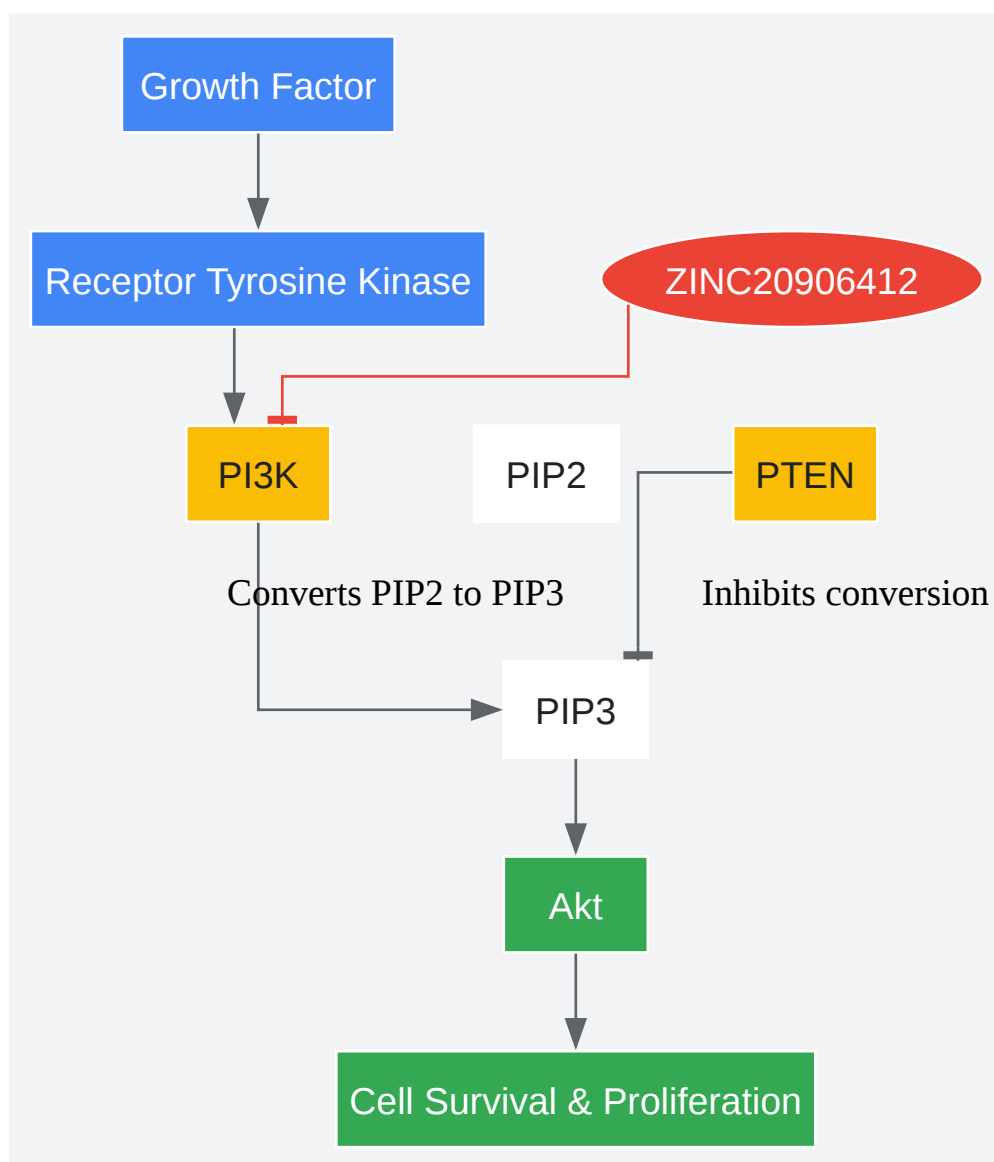 Growth Factor
Receptor Tyrosine Kinase
ZINC20906412
PI3K
PIP2
PTEN
Converts PIP2 to PIP3
Inhibits conversion
PIP3
Akt
Cell Survival & Proliferation